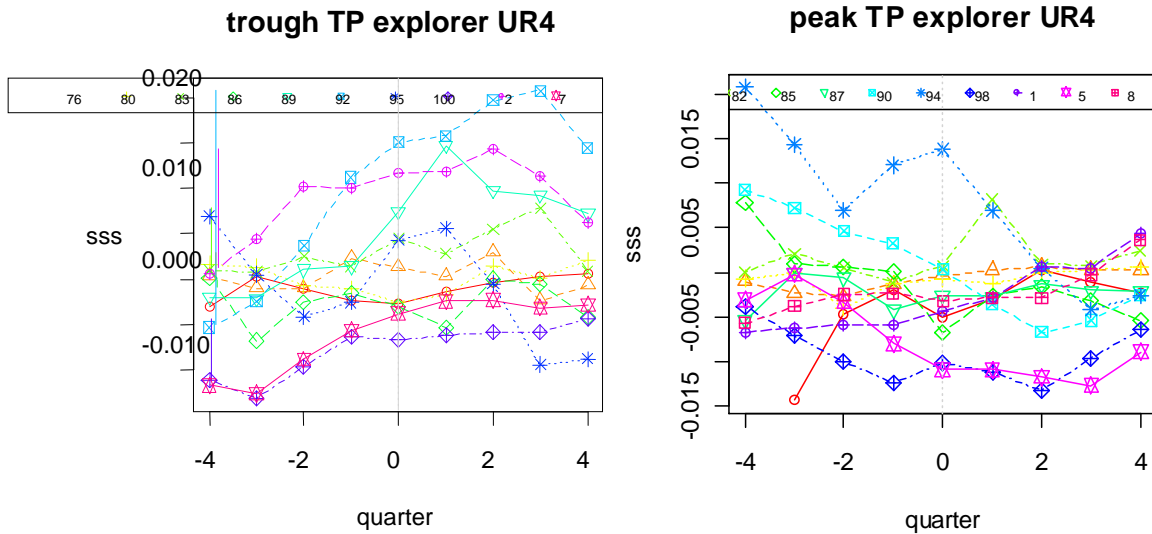 trough TP explorer UR4
peak TP explorer UR4
76 80 83 86 89 92 95 100 2 7
82 85 87 90 94 98 1 5 8
0.020
0.010
0.000
-0.010
sss
-4 -2 0 2 4
quarter
0.015
0.005
-0.005
-0.015
sss
-4 -2 0 2 4
quarter